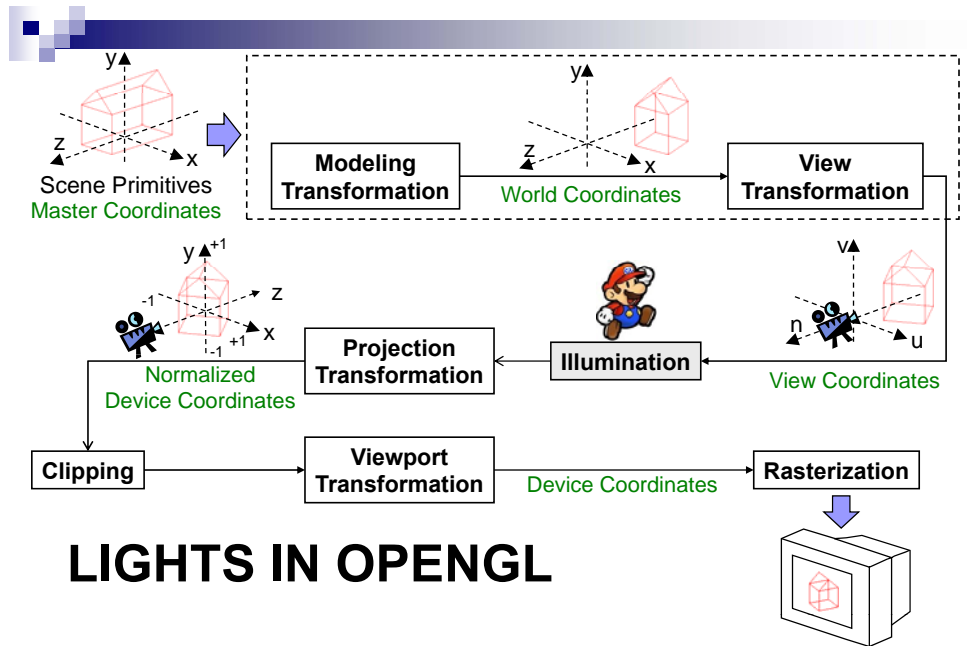 y
z
x
Scene Primitives
Master Coordinates
Modeling
Transformation
y
z
x
World Coordinates
View
Transformation
y +1
-1
z
x
-1 +1
Normalized
Device Coordinates
Projection
Transformation
Illumination
v
n
u
View Coordinates
Clipping
Viewport
Transformation
Device Coordinates
Rasterization
LIGHTS IN OPENGL